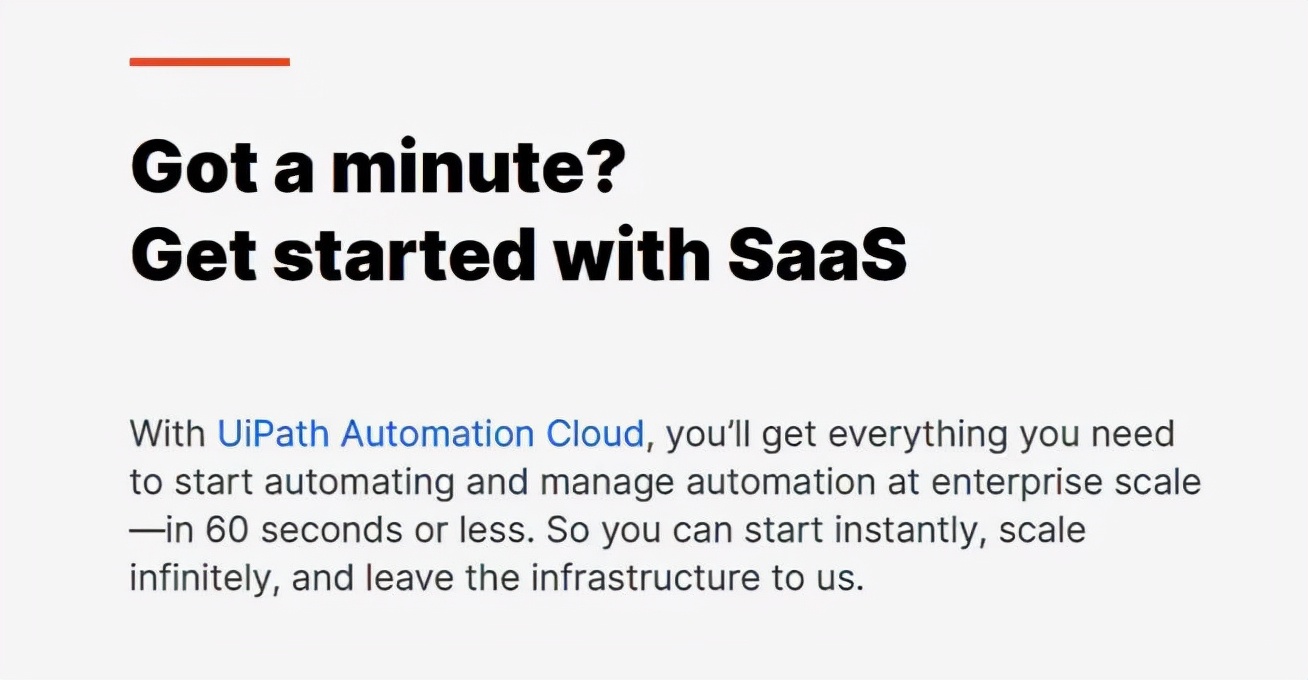 Got a minute?
Get started with SaaS
With UiPath Automation Cloud, you’ll get everything you need
to start automating and manage automation at enterprise scale
—in 60 seconds or less. So you can start instantly, scale
infinitely, and leave the infrastructure to us.